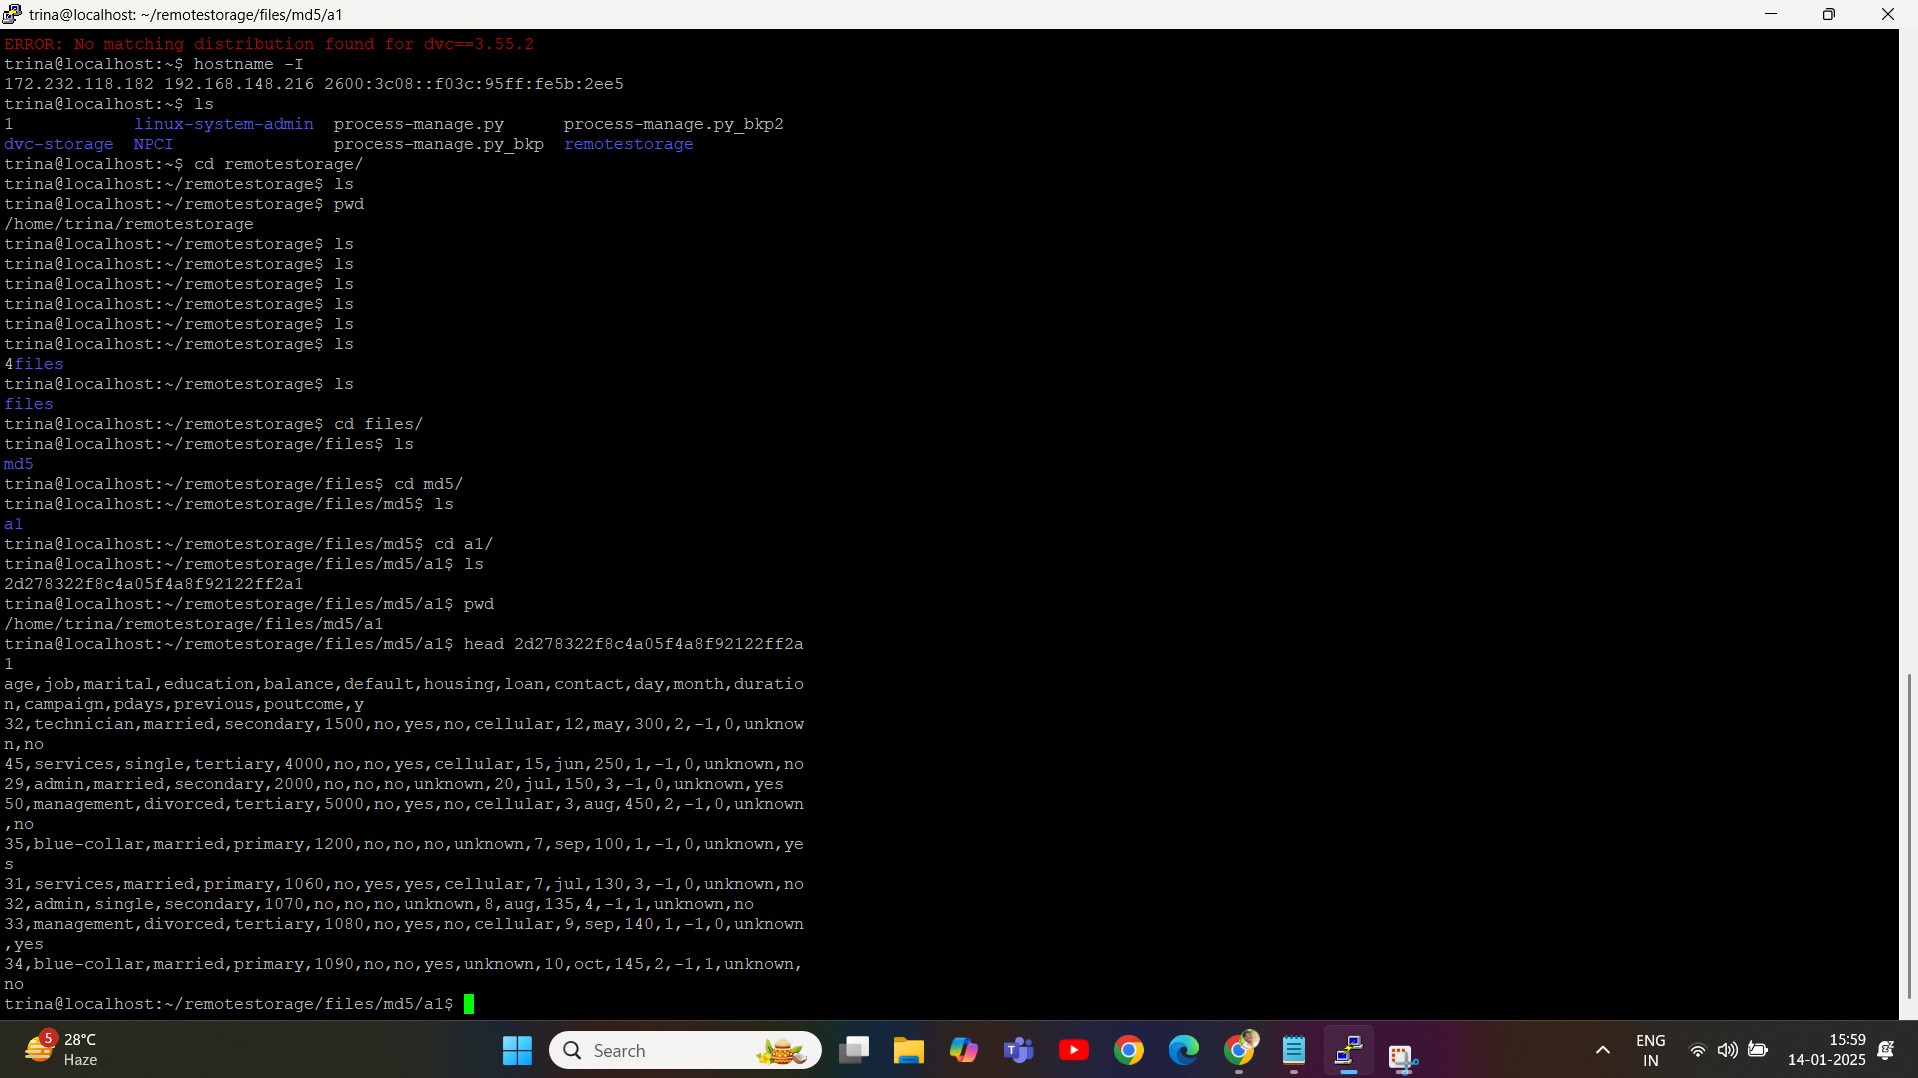 trina@localhost: ~/remotestorage/files/md5/a1
ERROR: No matching distribution found for dvc==3.55.2
trina@localhost:~$ hostname -I
172.232.118.182 192.168.148.216 2600:3c08::f03c:95ff:fe5b:2ee5
trina@localhost:~$ ls
1 linux-system-admin process-manage.py process-manage.py_bkp2
dvc-storage NPCI process-manage.py_bkp remotestorage
trina@localhost:~$ cd remotestorage/
trina@localhost:~/remotestorage$ ls
trina@localhost:~/remotestorage$ pwd
/home/trina/remotestorage
trina@localhost:~/remotestorage$ ls
trina@localhost:~/remotestorage$ ls
trina@localhost:~/remotestorage$ ls
trina@localhost:~/remotestorage$ ls
trina@localhost:~/remotestorage$ ls
trina@localhost:~/remotestorage$ ls
4files
trina@localhost:~/remotestorage$ ls
files
trina@localhost:~/remotestorage$ cd files/
trina@localhost:~/remotestorage/files$ ls
md5
trina@localhost:~/remotestorage/files$ cd md5/
trina@localhost:~/remotestorage/files/md5$ ls
a1
trina@localhost:~/remotestorage/files/md5$ cd a1/
trina@localhost:~/remotestorage/files/md5/a1$ ls
2d278322f8c4a05f4a8f92122ff2a1
trina@localhost:~/remotestorage/files/md5/a1$ pwd
/home/trina/remotestorage/files/md5/a1
trina@localhost:~/remotestorage/files/md5/a1$ head 2d278322f8c4a05f4a8f92122ff2a
1
age,job,marital,education,balance,default,housing,loan,contact,day,month,duratio
n,campaign,pdays,previous,poutcome,y
32,technician,married,secondary,1500,no,yes,no,cellular,12,may,300,2,-1,0,unknow
n,no
45,services,single,tertiary,4000,no,no,yes,cellular,15,jun,250,1,-1,0,unknown,no
29,admin,married,secondary,2000,no,no,no,unknown,20,jul,150,3,-1,0,unknown,yes
50,management,divorced,tertiary,5000,no,yes,no,cellular,3,aug,450,2,-1,0,unknown
,no
35,blue-collar,married,primary,1200,no,no,no,unknown,7,sep,100,1,-1,0,unknown,ye
s
31,services,married,primary,1060,no,yes,yes,cellular,7,jul,130,3,-1,0,unknown,no
32,admin,single,secondary,1070,no,no,no,unknown,8,aug,135,4,-1,1,unknown,no
33,management,divorced,tertiary,1080,no,yes,no,cellular,9,sep,140,1,-1,0,unknown
,yes
34,blue-collar,married,primary,1090,no,no,yes,unknown,10,oct,145,2,-1,1,unknown,
no
trina@localhost:~/remotestorage/files/md5/a1$
5
28°C
Haze
Search
ENG
IN
15:59
14-01-2025